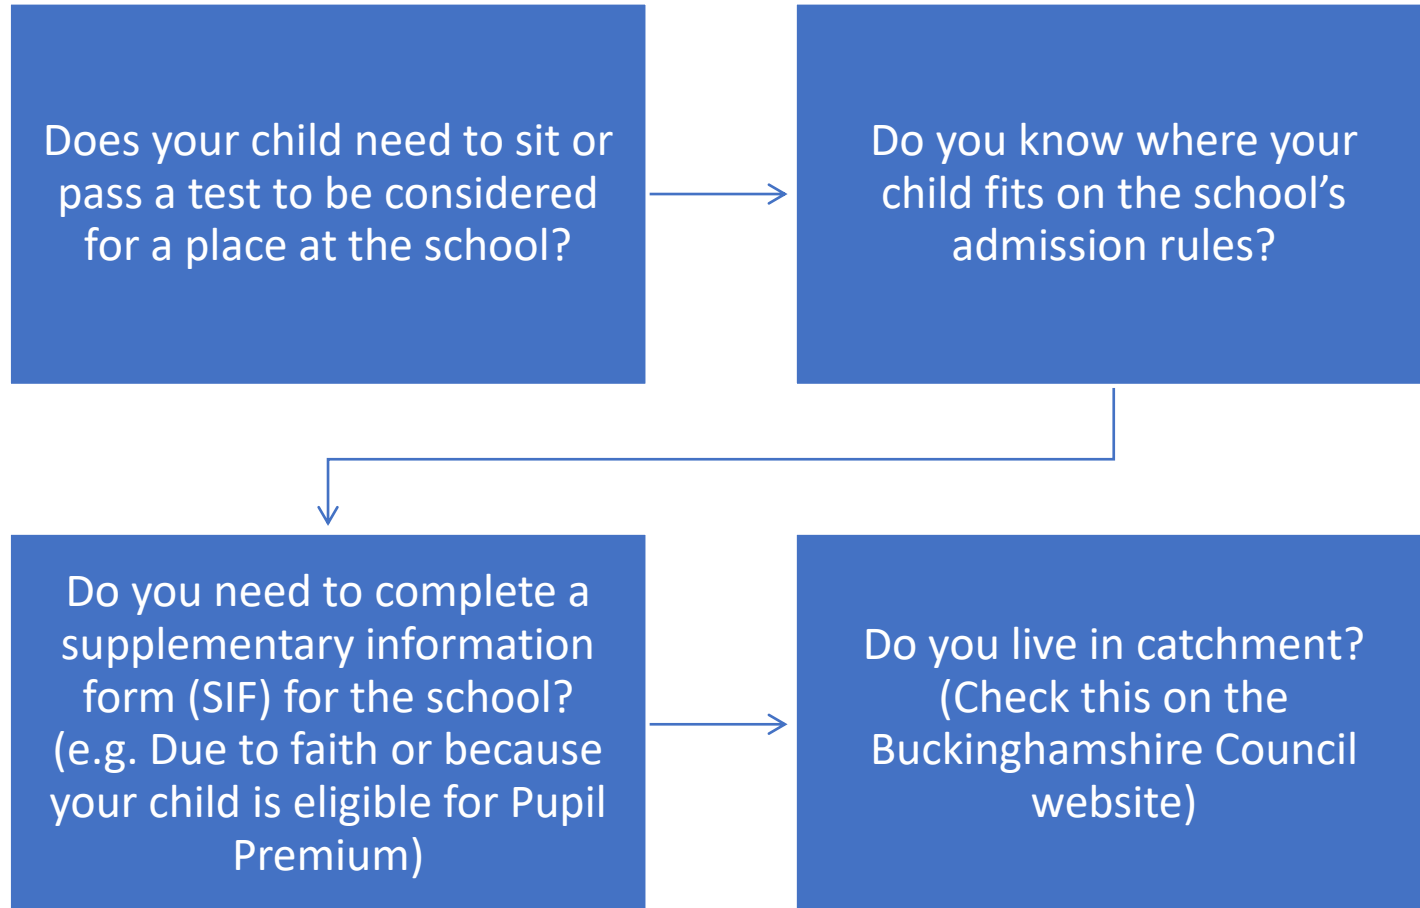 Does your child need to sit or
pass a test to be considered
for a place at the school?
Do you know where your
child fits on the school’s
admission rules?
Do you need to complete a
supplementary information
form (SIF) for the school?
(e.g. Due to faith or because
your child is eligible for Pupil
Premium)
Do you live in catchment?
(Check this on the
Buckinghamshire Council
website)